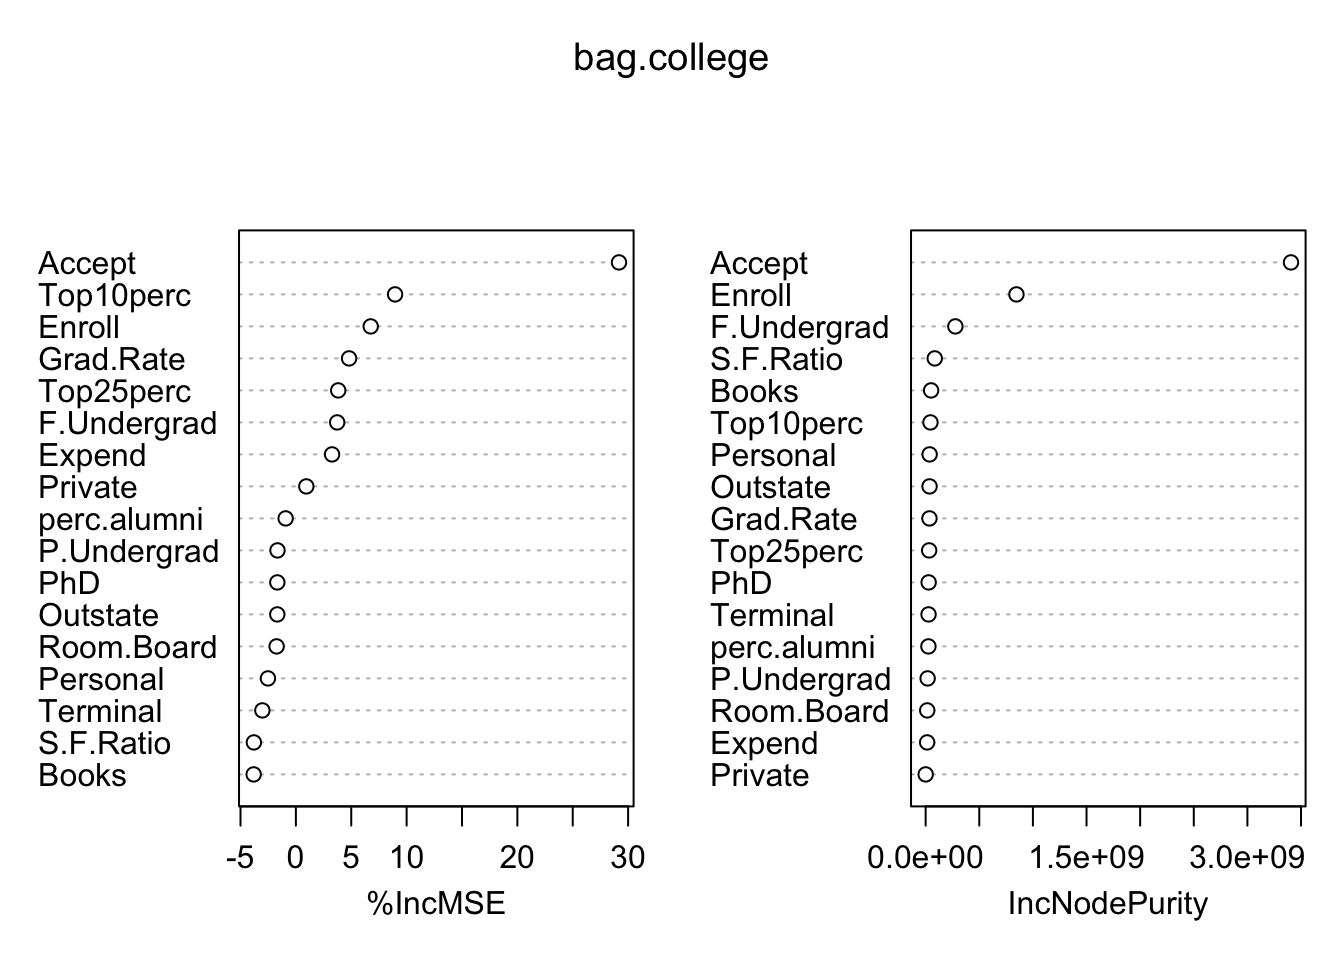 bag.college
Accept
Top10perc
Enroll
Grad.Rate
Top25perc
F.Undergrad
Expend
Private
perc.alumni
P.Undergrad
PhD
Outstate
Room.Board
Personal
Terminal
S.F.Ratio
Books
-5 0 5 10 20 30
%IncMSE
Accept
Enroll
F.Undergrad
S.F.Ratio
Books
Top10perc
Personal
Outstate
Grad.Rate
Top25perc
PhD
Terminal
perc.alumni
P.Undergrad
Room.Board
Expend
Private
0.0e+00 1.5e+09 3.0e+09
IncNodePurity